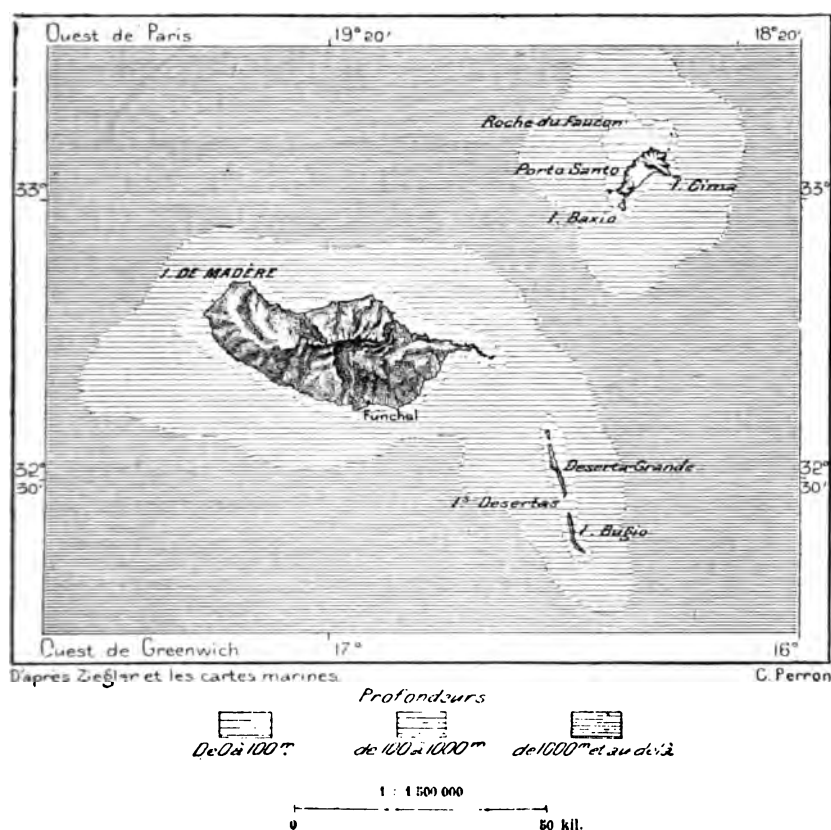 Ouest de Paris 19° 20' 18° 20'
Roche du Faucon
Porto Santo
I. Cima
33° 33°
I. Baxio
I. DE MADÈRE
Funchal
32° 30' 32° 30'
Deserta Grande
Iˢ Desertas
I. Bugio
Ouest de Greenwich 17° 16°
D'après Ziegler et les cartes marines. C. Perron
Profondeurs
De 0 à 100ᵐ de 100 à 1000ᵐ de 1000ᵐ et au delà
1 : 1 500 000
0 50 kil.